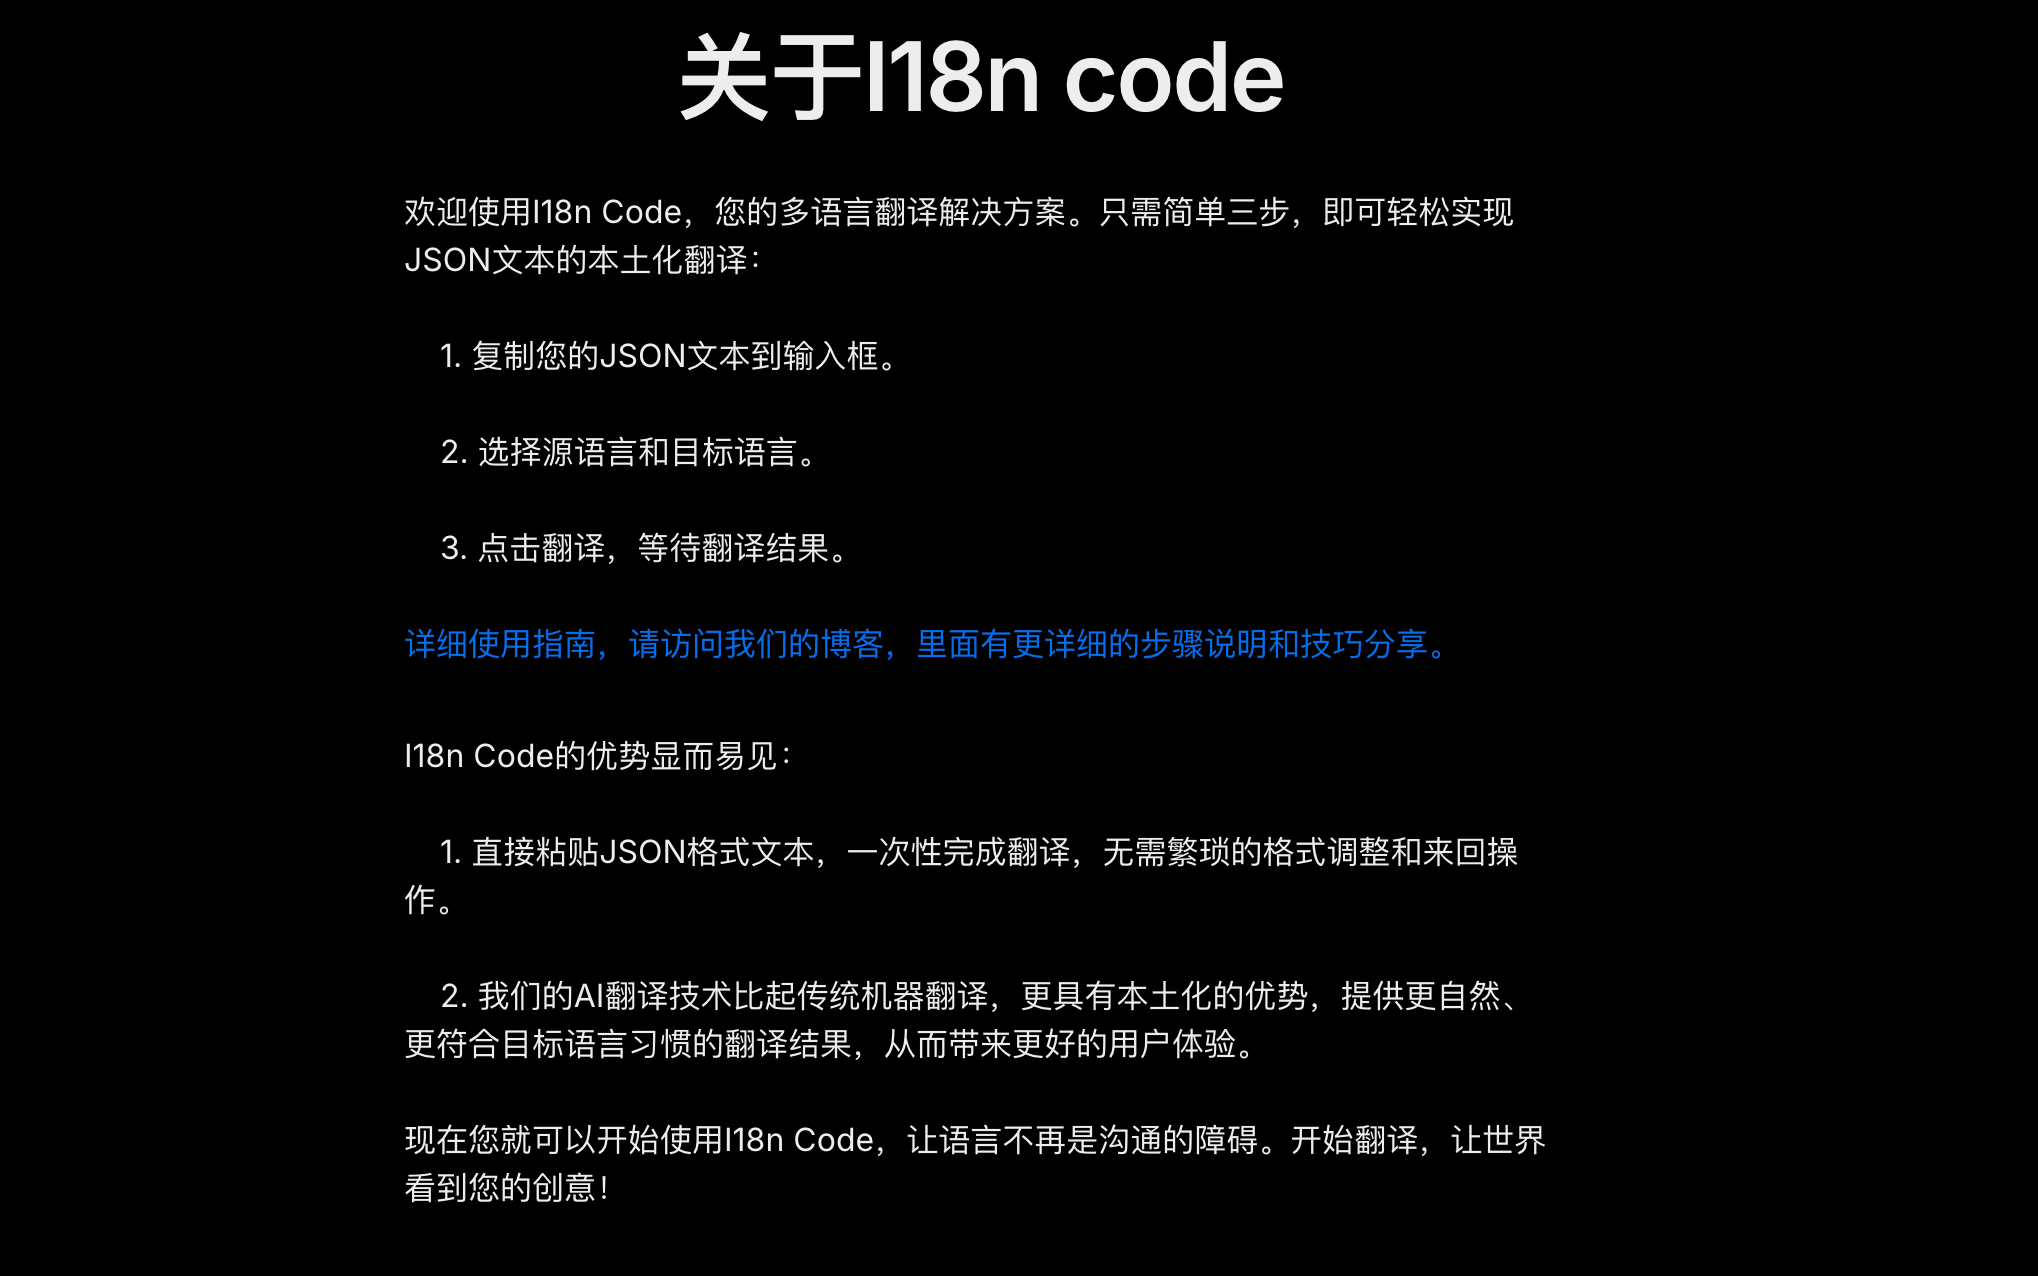 关于I18n code
欢迎使用I18n Code，您的多语言翻译解决方案。只需简单三步，即可轻松实现
JSON文本的本土化翻译：
1. 复制您的JSON文本到输入框。
2. 选择源语言和目标语言。
3. 点击翻译，等待翻译结果。
详细使用指南，请访问我们的博客，里面有更详细的步骤说明和技巧分享。
I18n Code的优势显而易见：
1. 直接粘贴JSON格式文本，一次性完成翻译，无需繁琐的格式调整和来回操
作。
2. 我们的AI翻译技术比起传统机器翻译，更具有本土化的优势，提供更自然、
更符合目标语言习惯的翻译结果，从而带来更好的用户体验。
现在您就可以开始使用I18n Code，让语言不再是沟通的障碍。开始翻译，让世界
看到您的创意！